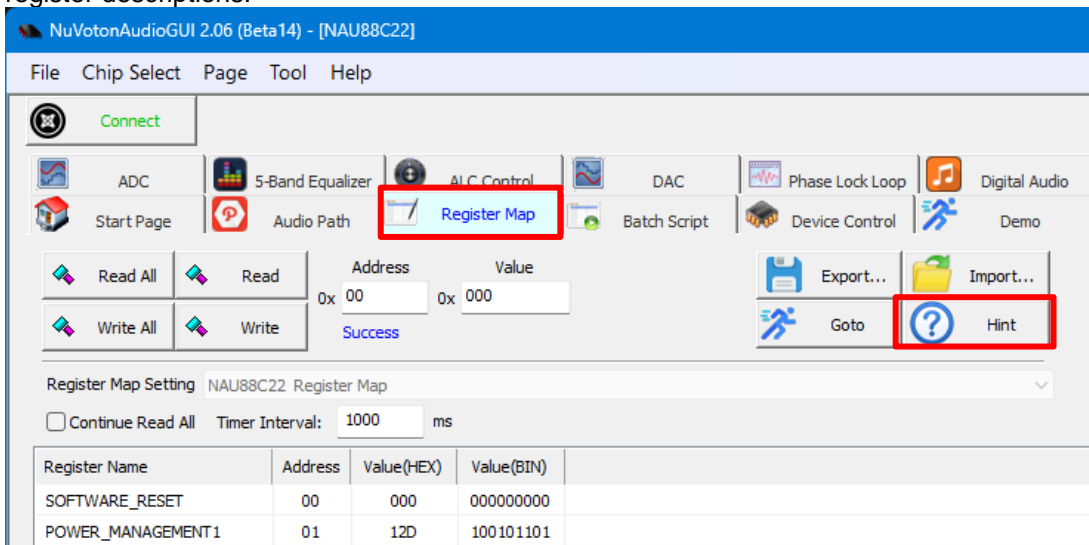 register descriptions.
NuVotonAudioGUI 2.06 (Beta14) - [NAU88C22]
File Chip Select Page Tool Help
Connect
ADC 5-Band Equalizer ALC Control DAC Phase Lock Loop Digital Audio
Start Page Audio Path Register Map Batch Script Device Control Demo
Address Value
Read All Read 0x 00 0x 000 Export... Import...
Write All Write Success Goto Hint
Register Map Setting NAU88C22 Register Map
Continue Read All Timer Interval: 1000 ms
Register Name Address Value(HEX) Value(BIN)
SOFTWARE_RESET 00 000 000000000
POWER_MANAGEMENT1 01 12D 100101101